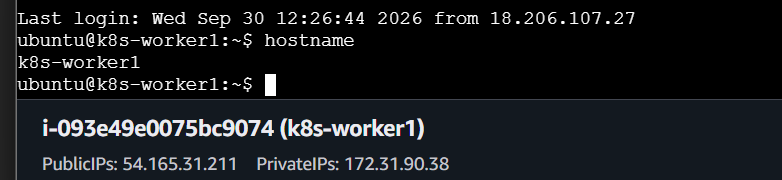 Last login: Wed Sep 30 12:26:44 2026 from 18.206.107.27
ubuntu@k8s-worker1:~$ hostname
k8s-worker1
ubuntu@k8s-worker1:~$
i-093e49e0075bc9074 (k8s-worker1)
PublicIPs: 54.165.31.211 PrivateIPs: 172.31.90.38